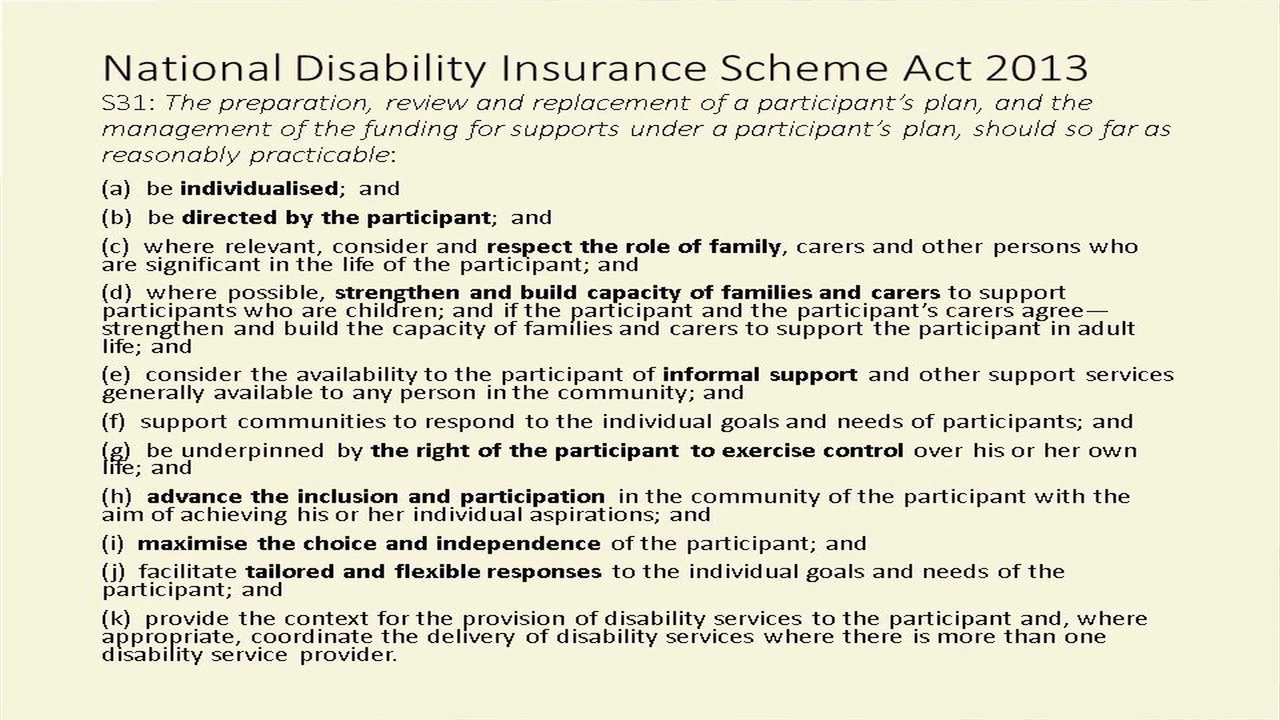 National Disability Insurance Scheme Act 2013
S31: The preparation, review and replacement of a participant’s plan, and the
management of the funding for supports under a participant’s plan, should so far as
reasonably practicable:
(a) be individualised; and
(b) be directed by the participant; and
(c) where relevant, consider and respect the role of family, carers and other persons who
are significant in the life of the participant; and
(d) where possible, strengthen and build capacity of families and carers to support
participants who are children; and if the participant and the participant’s carers agree—
strengthen and build the capacity of families and carers to support the participant in adult
life; and
(e) consider the availability to the participant of informal support and other support services
generally available to any person in the community; and
(f) support communities to respond to the individual goals and needs of participants; and
(g) be underpinned by the right of the participant to exercise control over his or her own
life; and
(h) advance the inclusion and participation in the community of the participant with the
aim of achieving his or her individual aspirations; and
(i) maximise the choice and independence of the participant; and
(j) facilitate tailored and flexible responses to the individual goals and needs of the
participant; and
(k) provide the context for the provision of disability services to the participant and, where
appropriate, coordinate the delivery of disability services where there is more than one
disability service provider.